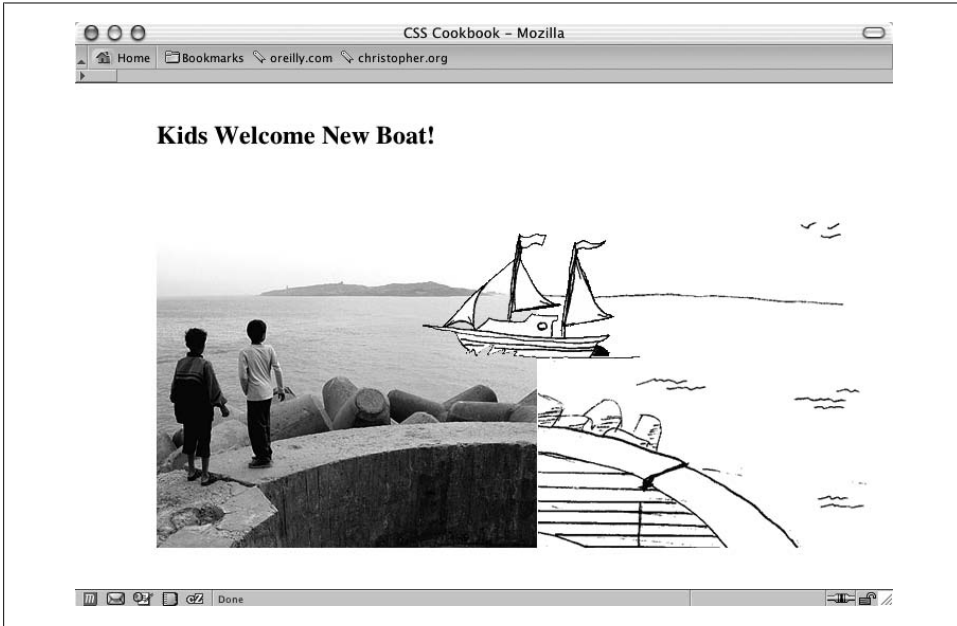 CSS Cookbook – Mozilla
Home Bookmarks oreilly.com christopher.org
Kids Welcome New Boat!
Done